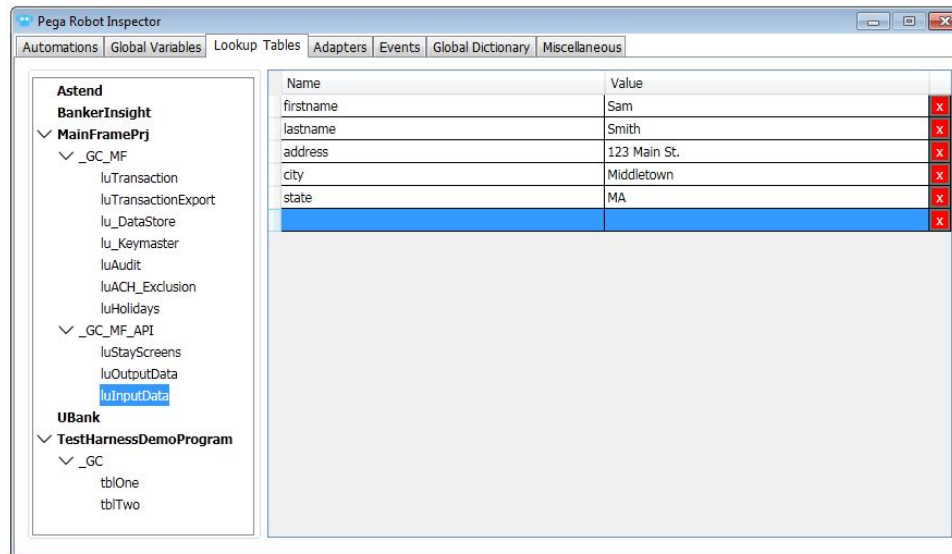 Pega Robot Inspector
Automations Global Variables Lookup Tables Adapters Events Global Dictionary Miscellaneous
Astend
BankerInsight
MainFramePrj
_GC_MF
luTransaction
luTransactionExport
lu_DataStore
lu_Keymaster
luAudit
luACH_Exclusion
luHolidays
_GC_MF_API
luStayScreens
luOutputData
luInputData
UBank
TestHarnessDemoProgram
_GC
tblOne
tblTwo
Name Value
firstname Sam x
lastname Smith x
address 123 Main St. x
city Middletown x
state MA x
x